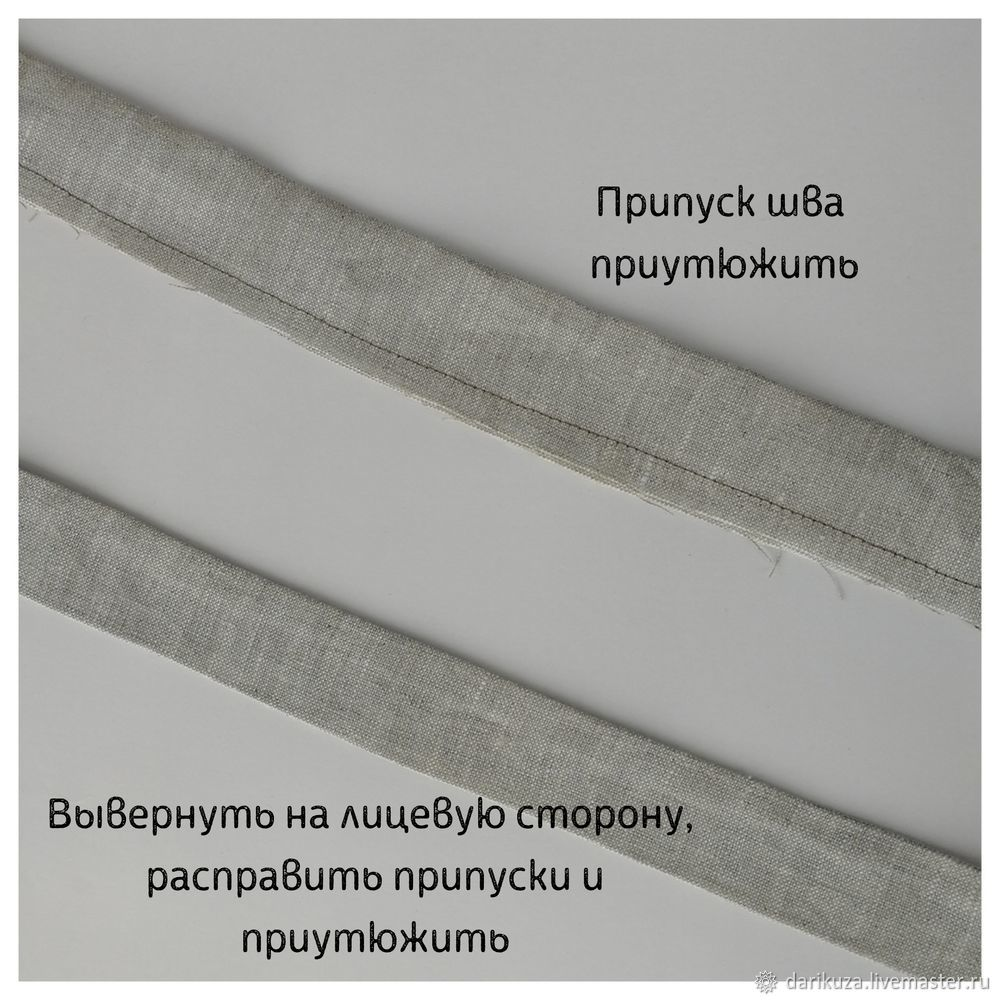 Припуск шва
приутюжить
Вывернуть на лицевую сторону,
расправить припуски и
приутюжить
darikuza.livemaster.ru